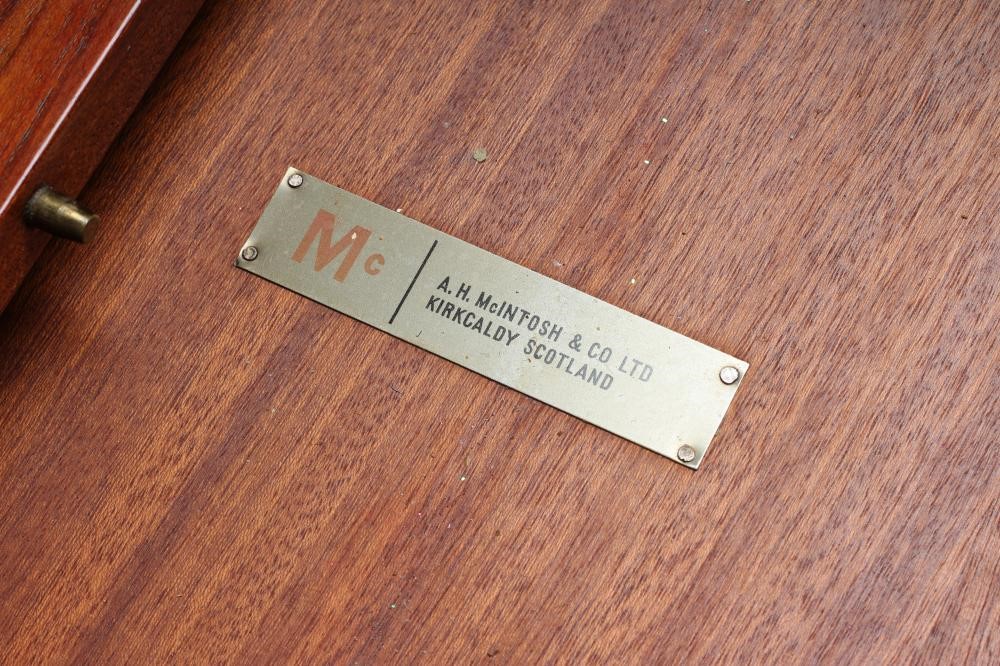 Mc
A. H. McINTOSH & CO LTD
KIRKCALDY SCOTLAND